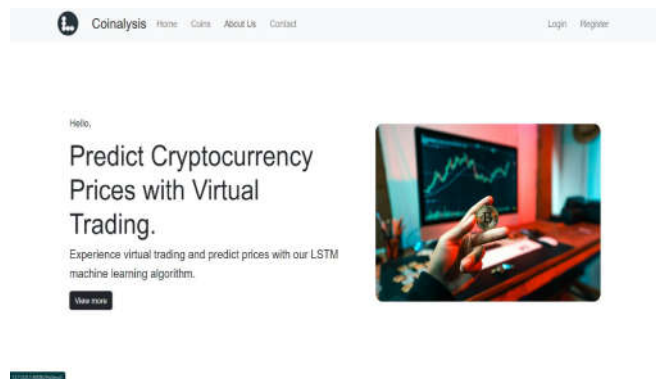 Coinalysis Home Coins About Us Contact Login Register
Hello,
Predict Cryptocurrency
Prices with Virtual
Trading.
Experience virtual trading and predict prices with our LSTM
machine learning algorithm.
View more